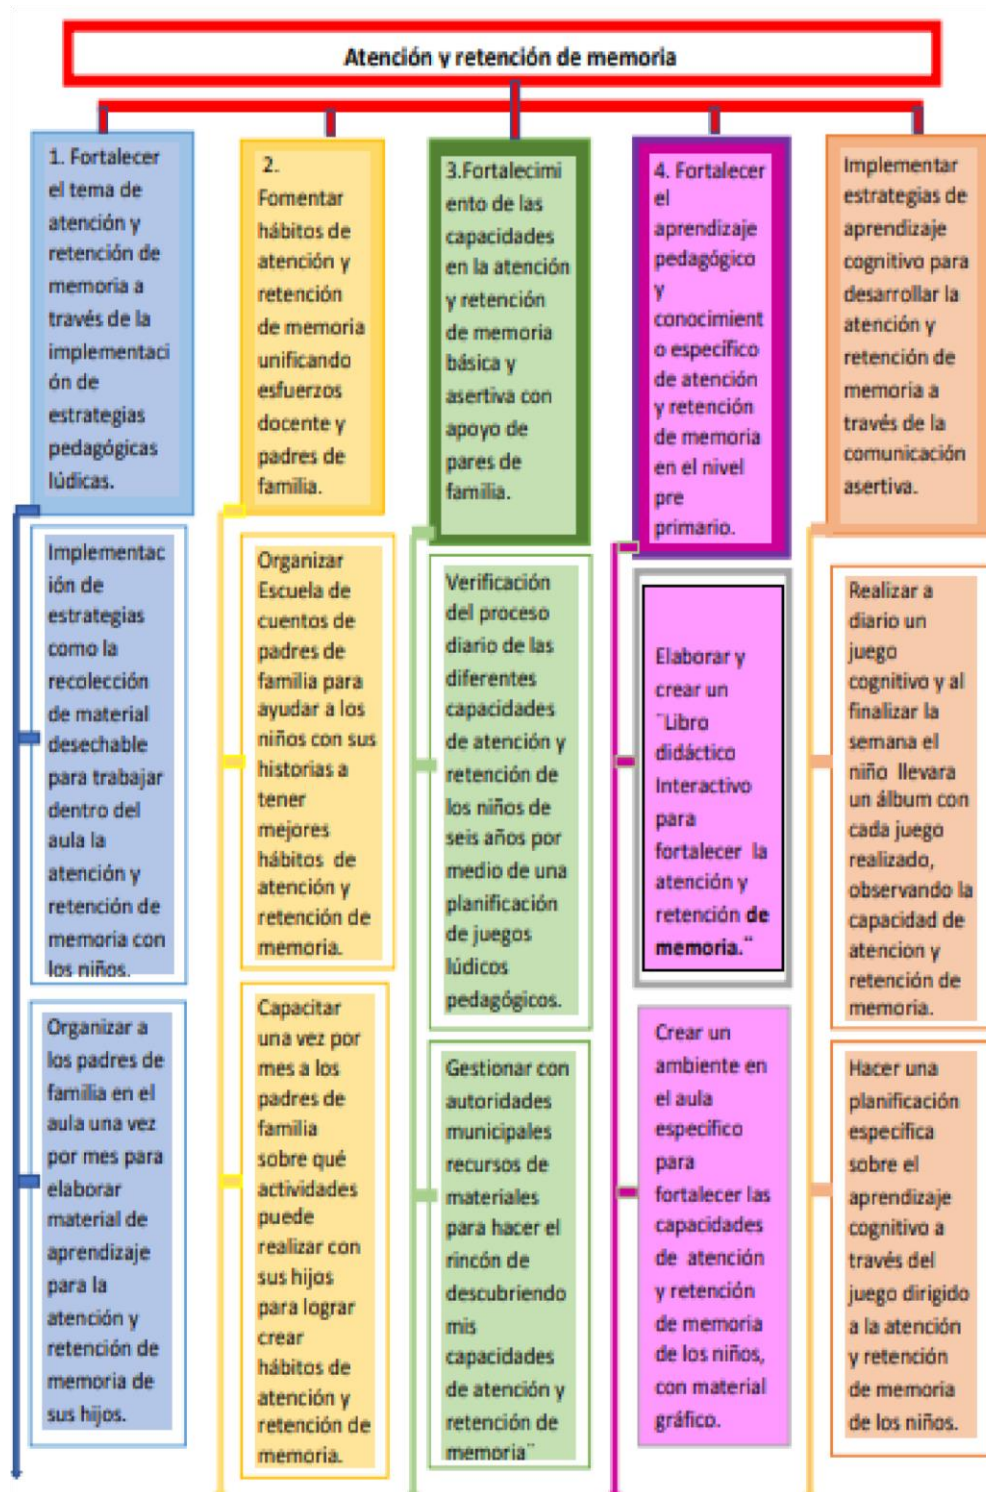 Atención y retención de memoria
1. Fortalecer
el tema de
atención y
retención de
memoria a
través de la
implementaci
ón de
estrategias
pedagógicas
lúdicas.
Implementac
ión de
estrategias
como la
recolección
de material
desechable
para trabajar
dentro del
aula la
atención y
retención de
memoria con
los niños.
Organizar a
los padres de
familia en el
aula una vez
por mes para
elaborar
material de
aprendizaje
para la
atención y
retención de
memoria de
sus hijos.
2.
Fomentar
hábitos de
atención y
retención
de memoria
unificando
esfuerzos
docente y
padres de
familia.
Organizar
Escuela de
cuentos de
padres de
familia para
ayudar a los
niños con sus
historias a
tener
mejores
hábitos de
atención y
retención de
memoria.
Capacitar
una vez por
mes a los
padres de
familia
sobre qué
actividades
puede
realizar con
sus hijos
para lograr
crear
hábitos de
atención y
retención de
memoria.
3.Fortalecimi
ento de las
capacidades
en la atención
y retención
de memoria
básica y
asertiva con
apoyo de
pares de
familia.
Verificación
del proceso
diario de las
diferentes
capacidades
de atención y
retención de
los niños de
seis años por
medio de una
planificación
de juegos
lúdicos
pedagógicos.
Gestionar con
autoridades
municipales
recursos de
materiales
para hacer el
rincón de
descubriendo
mis
capacidades
de atención y
retención de
memoria¨
4. Fortalecer
el
aprendizaje
pedagógico
y
conocimient
o específico
de atención
y retención
de memoria
en el nivel
pre
primario.
Elaborar y
crear un
¨Libro
didáctico
Interactivo
para
fortalecer la
atención y
retención de
memoria.¨
Crear un
ambiente en
el aula
específico
para
fortalecer las
capacidades
de atención
y retención
de memoria
de los niños,
con material
gráfico.
Implementar
estrategias de
aprendizaje
cognitivo para
desarrollar la
atención y
retención de
memoria a
través de la
comunicación
asertiva.
Realizar a
diario un
juego
cognitivo y al
finalizar la
semana el
niño llevara
un álbum con
cada juego
realizado,
observando la
capacidad de
atencion y
retención de
memoria.
Hacer una
planificación
específica
sobre el
aprendizaje
cognitivo a
través del
juego dirigido
a la atención
y retención
de memoria
de los niños.